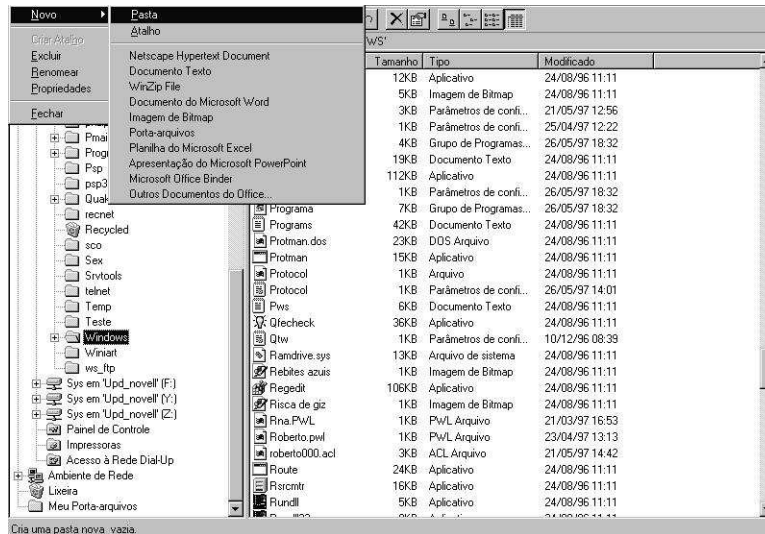 Novo
Criar Atalho
Excluir
Renomear
Propriedades
Fechar
Pasta
Atalho
Netscape Hypertext Document
Documento Texto
WinZip File
Documento do Microsoft Word
Imagem de Bitmap
Porta-arquivos
Planilha do Microsoft Excel
Apresentação do Microsoft PowerPoint
Microsoft Office Binder
Outros Documentos do Office...
WS'
Pmai
Progr
Psp
psp3
Quak
recnet
Recycled
sco
Sex
Srvtools
telnet
Temp
Teste
Windows
Winiart
ws_ftp
Sys em 'Upd_novell' (F:)
Sys em 'Upd_novell' (Y:)
Sys em 'Upd_novell' (Z:)
Painel de Controle
Impressoras
Acesso à Rede Dial-Up
Ambiente de Rede
Lixeira
Meu Porta-arquivos
Tamanho Tipo Modificado
12KB Aplicativo 24/08/96 11:11
5KB Imagem de Bitmap 24/08/96 11:11
3KB Parâmetros de confi... 21/05/97 12:56
1KB Parâmetros de confi... 25/04/97 12:22
4KB Grupo de Programas... 26/05/97 18:32
19KB Documento Texto 24/08/96 11:11
112KB Aplicativo 24/08/96 11:11
1KB Parâmetros de confi... 26/05/97 18:32
Programa 7KB Grupo de Programas... 26/05/97 18:32
Programs 42KB Documento Texto 24/08/96 11:11
Protman.dos 23KB DOS Arquivo 24/08/96 11:11
Protman 15KB Aplicativo 24/08/96 11:11
Protocol 1KB Arquivo 24/08/96 11:11
Protocol 1KB Parâmetros de confi... 26/05/97 14:01
Pws 6KB Documento Texto 24/08/96 11:11
Qfecheck 36KB Aplicativo 24/08/96 11:11
Qtw 1KB Parâmetros de confi... 10/12/96 08:39
Ramdrive.sys 13KB Arquivo de sistema 24/08/96 11:11
Rebites azuis 1KB Imagem de Bitmap 24/08/96 11:11
Regedit 106KB Aplicativo 24/08/96 11:11
Risca de giz 1KB Imagem de Bitmap 24/08/96 11:11
Rna.PWL 1KB PWL Arquivo 21/03/97 16:53
Roberto.pwl 1KB PWL Arquivo 23/04/97 13:13
roberto000.acl 3KB ACL Arquivo 21/05/97 14:42
Route 24KB Aplicativo 24/08/96 11:11
Rsrcmtr 16KB Aplicativo 24/08/96 11:11
Rundll 5KB Aplicativo 24/08/96 11:11
Cria uma pasta nova, vazia.